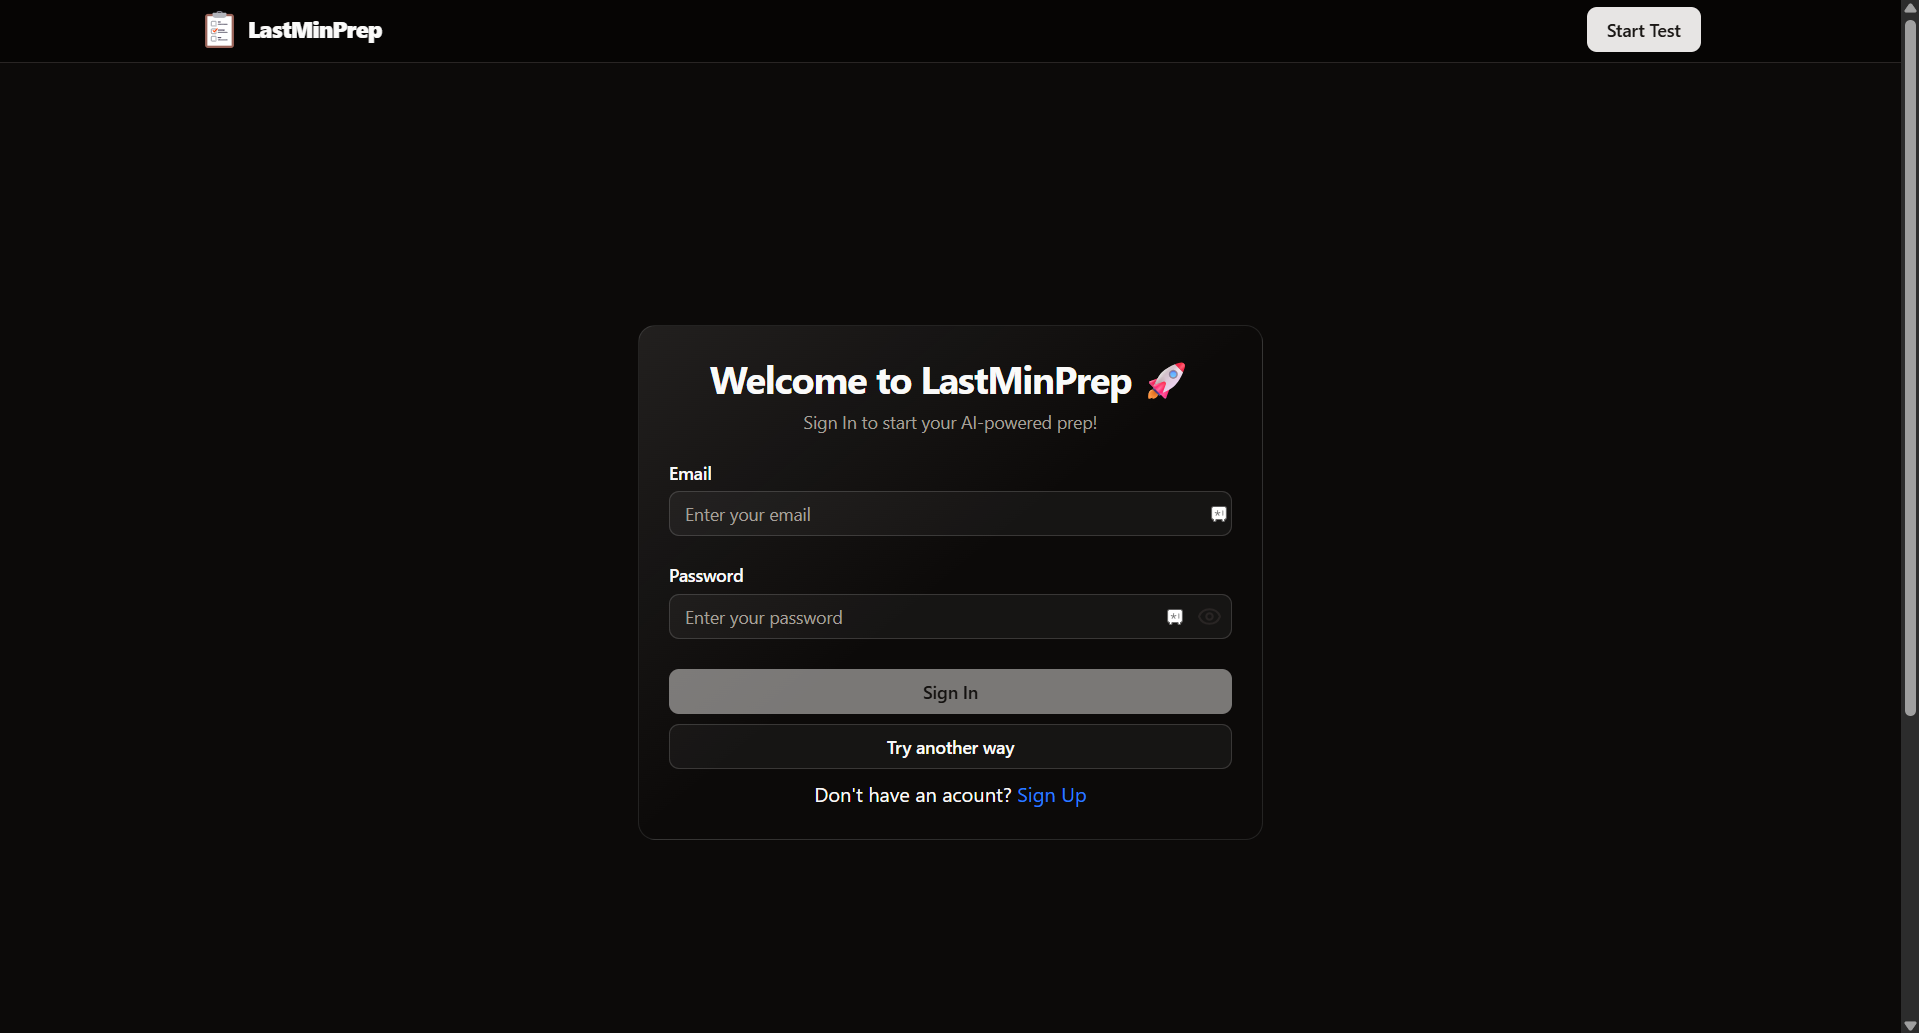 LastMinPrep
Start Test
Welcome to LastMinPrep 🚀
Sign In to start your AI-powered prep!
Email
Enter your email
Password
Enter your password
Sign In
Try another way
Don't have an acount? Sign Up